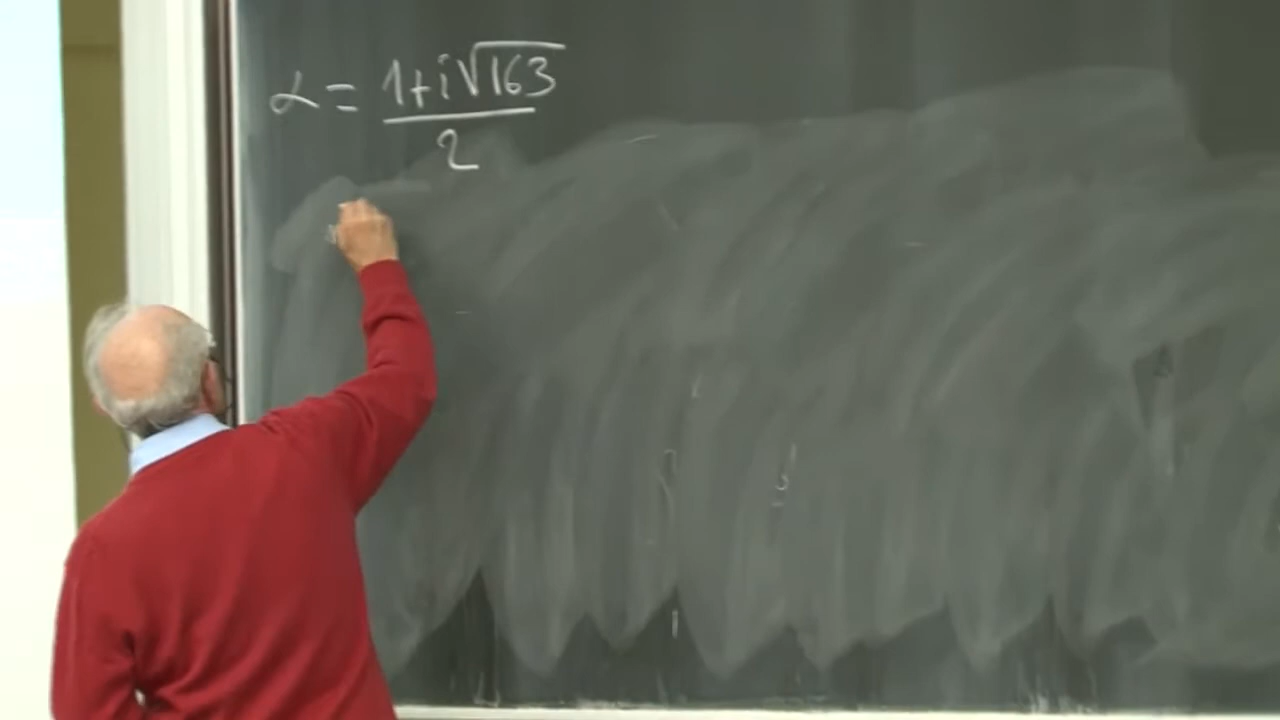 α = (1+i√163)/2